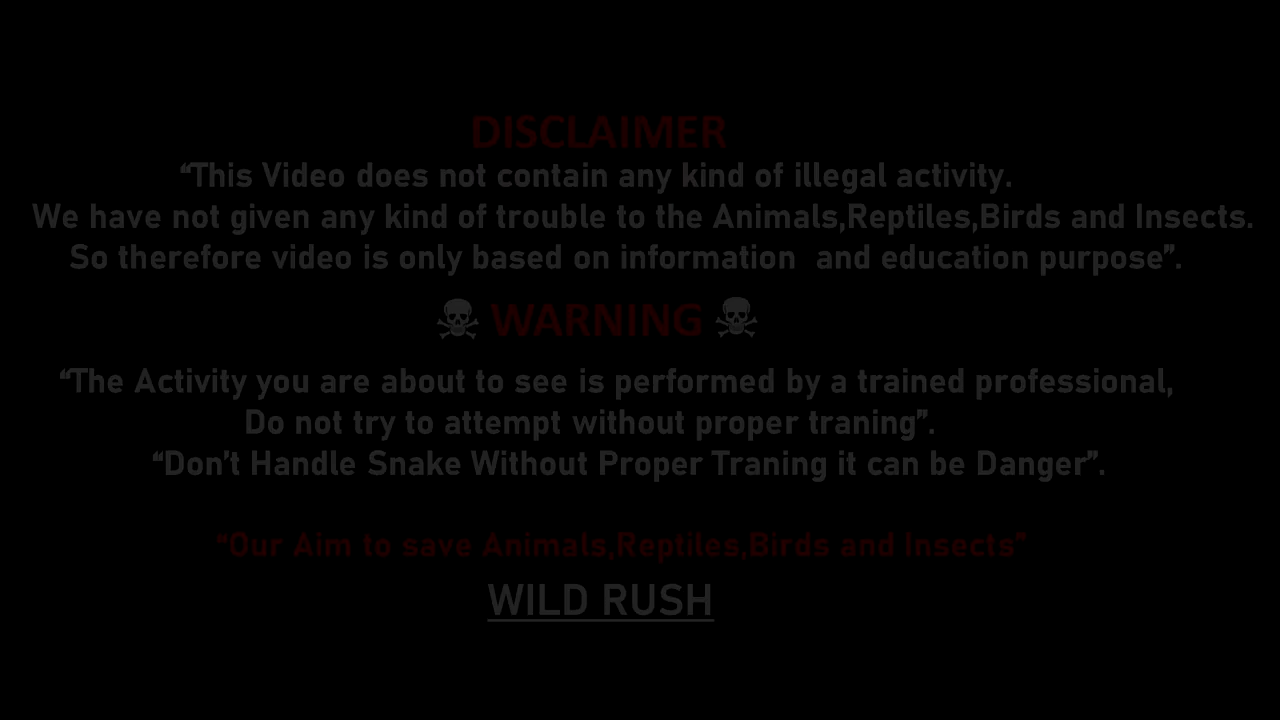 DISCLAIMER
“This Video does not contain any kind of illegal activity.
We have not given any kind of trouble to the Animals,Reptiles,Birds and Insects.
So therefore video is only based on information  and education purpose”.
☠ WARNING ☠
“The Activity you are about to see is performed by a trained professional,
Do not try to attempt without proper traning”.
“Don’t Handle Snake Without Proper Traning it can be Danger”.
“Our Aim to save Animals,Reptiles,Birds and Insects”
WILD RUSH